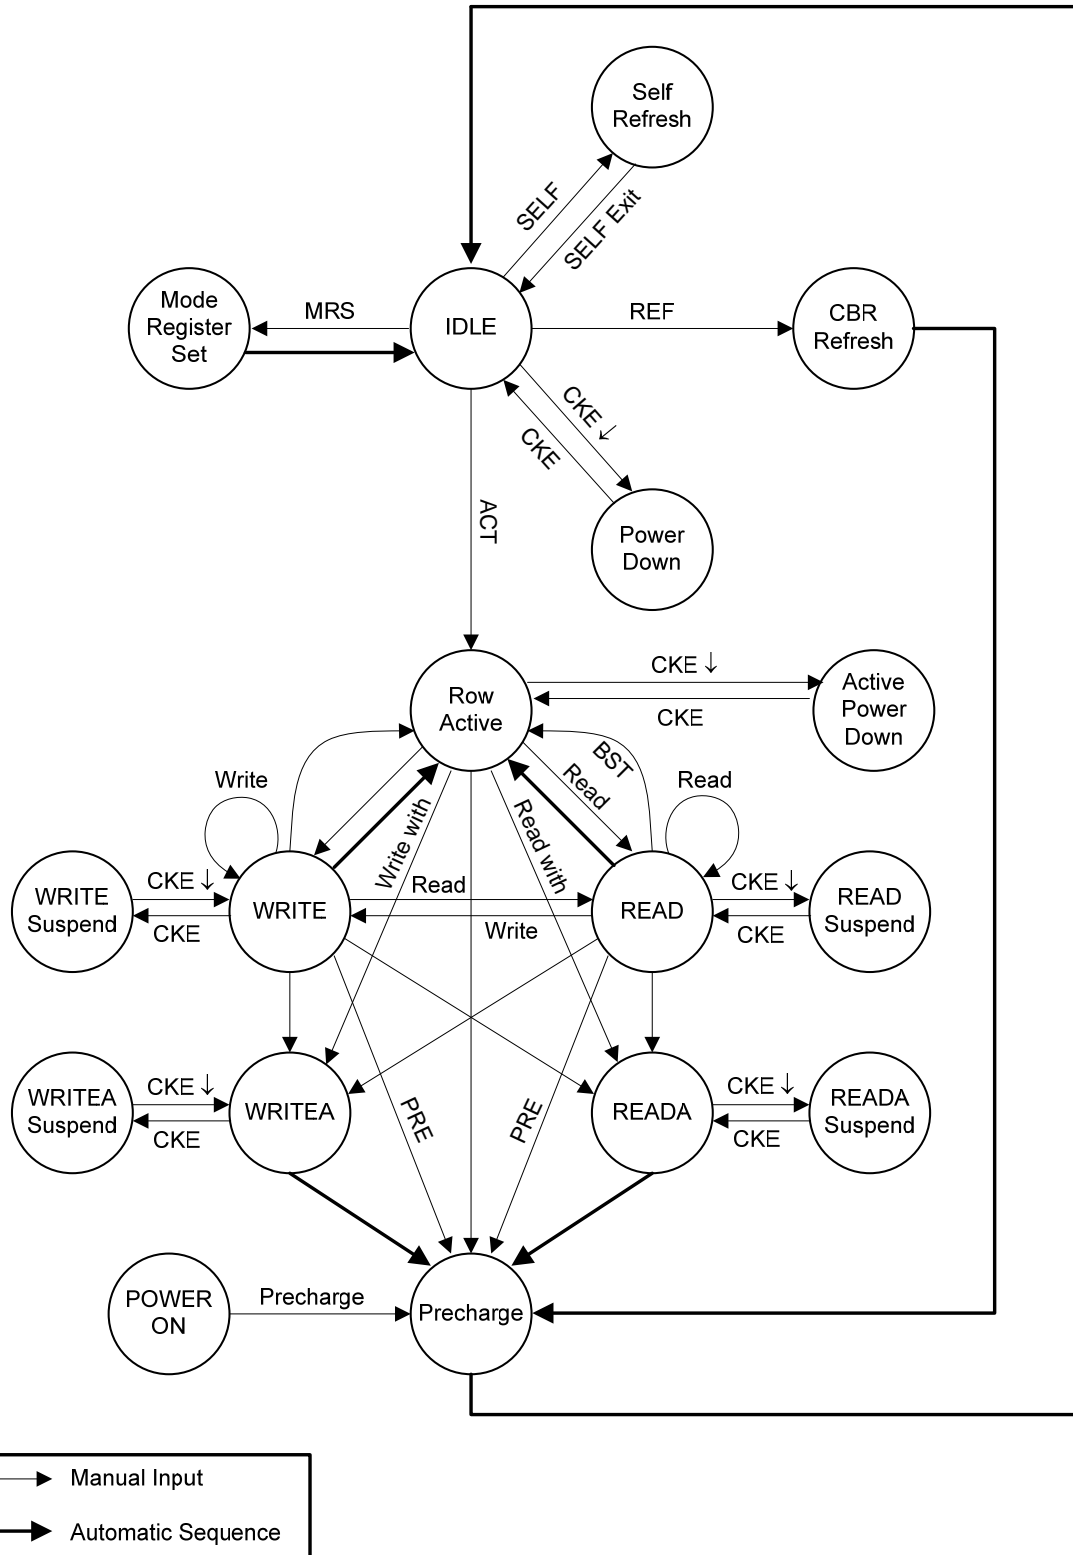 Self
Refresh
SELF
SELF Exit
Mode
Register
Set
MRS
IDLE
REF
CBR
Refresh
CKE ↓
CKE
Power
Down
ACT
Row
Active
CKE ↓
CKE
Active
Power
Down
BST
Read
Write
Read
Write with
Read with
WRITE
Suspend
CKE ↓
CKE
WRITE
Read
Write
READ
CKE ↓
CKE
READ
Suspend
WRITEA
Suspend
CKE ↓
CKE
WRITEA
PRE
PRE
READA
CKE ↓
CKE
READA
Suspend
POWER
ON
Precharge
Precharge
Manual Input
Automatic Sequence